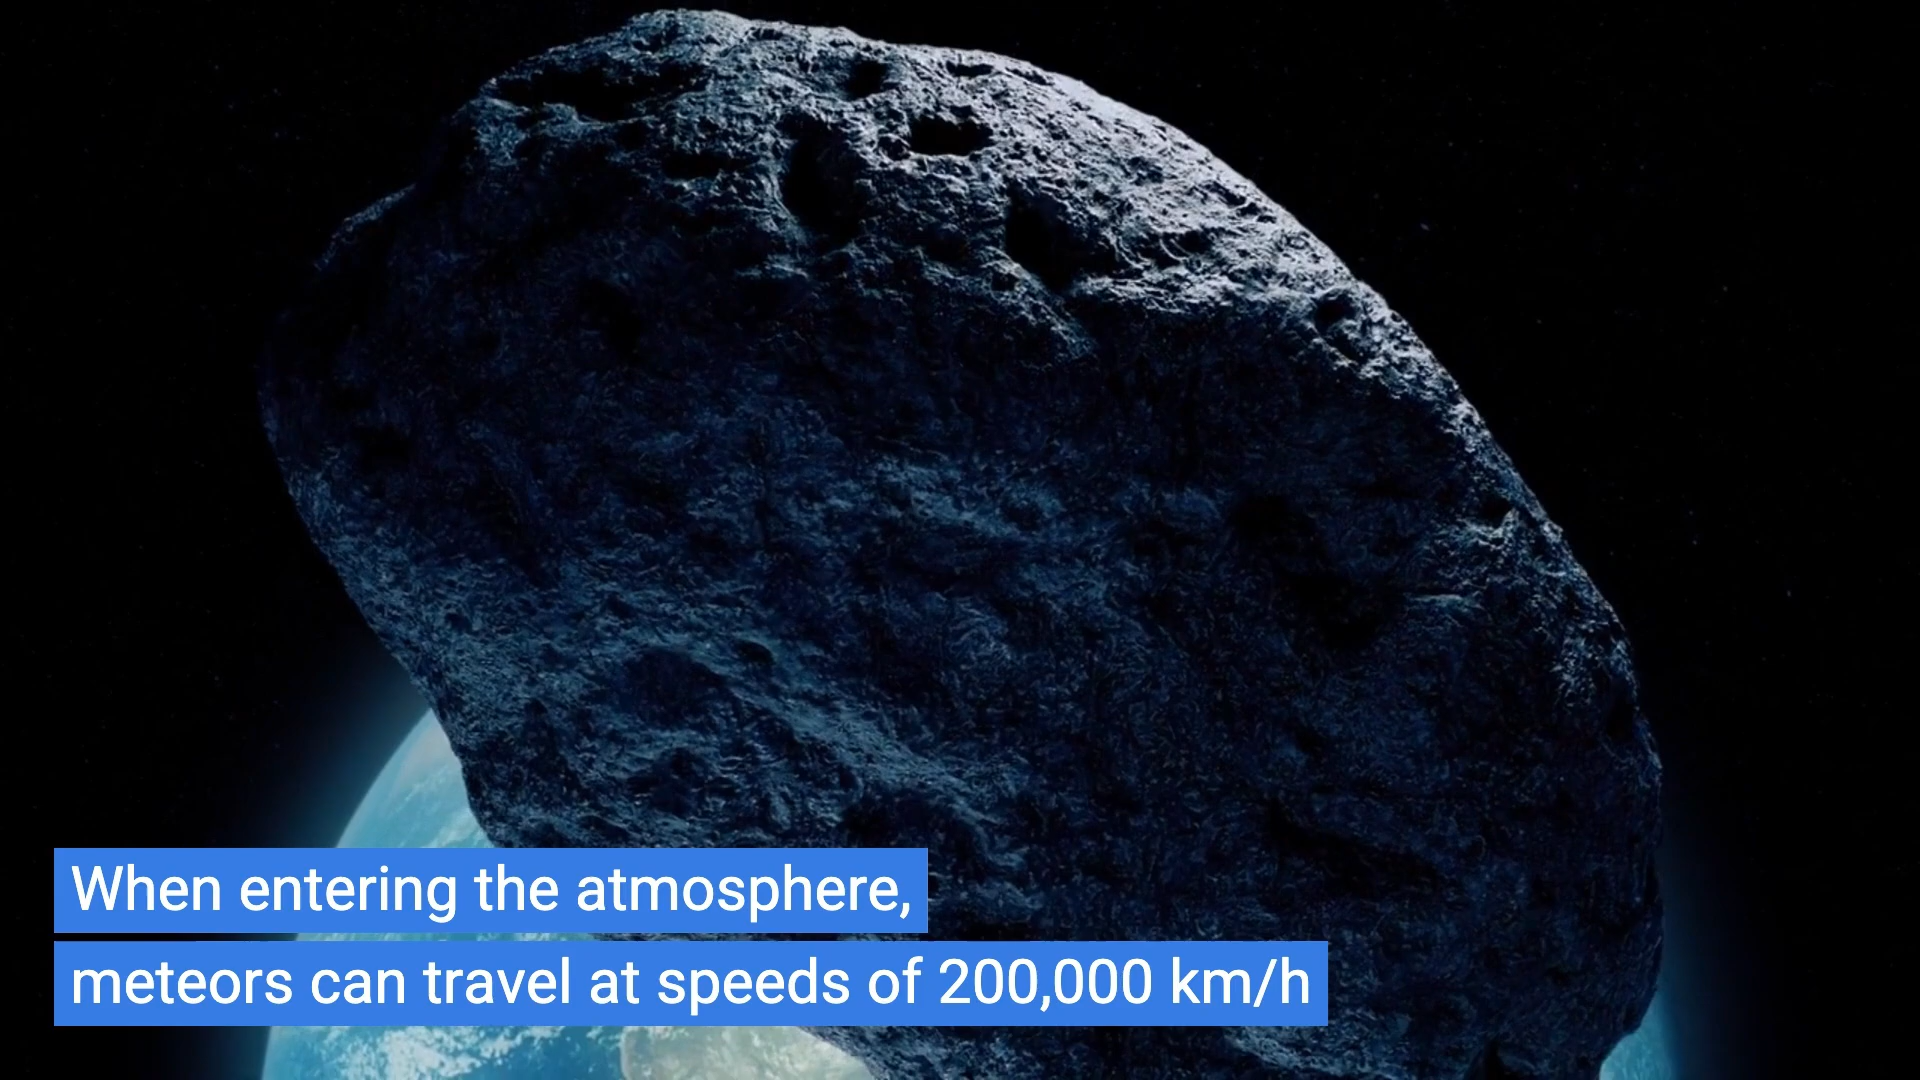 When entering the atmosphere,
meteors can travel at speeds of 200,000 km/h